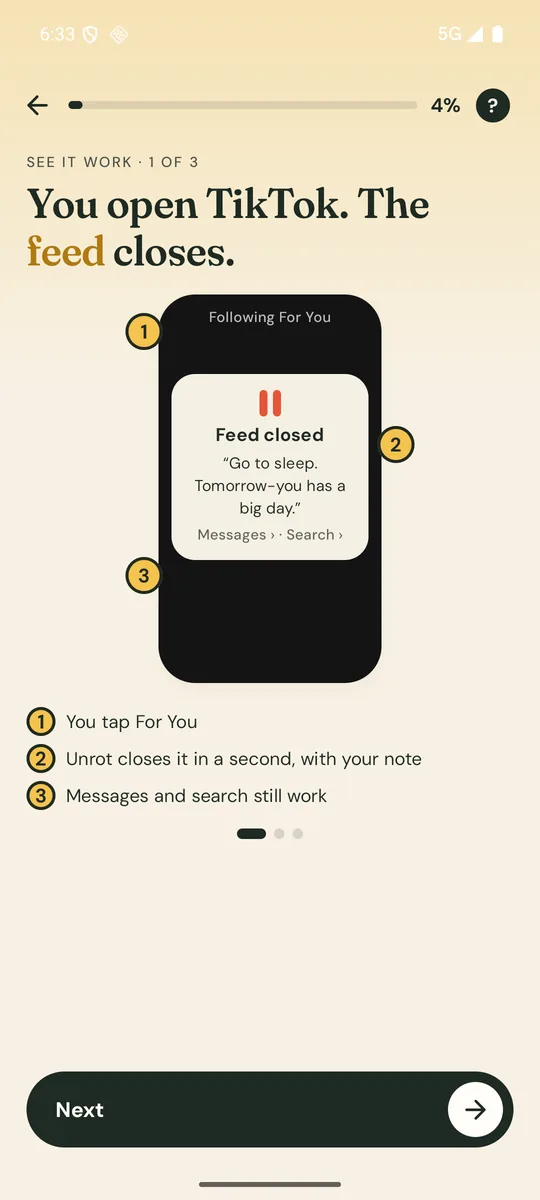 6:33
5G
4%
?
SEE IT WORK · 1 OF 3
You open TikTok. The
feed closes.
Following For You
1
Feed closed
2
“Go to sleep.
Tomorrow-you has a
big day.”
Messages › · Search ›
3
1 You tap For You
2 Unrot closes it in a second, with your note
3 Messages and search still work
Next